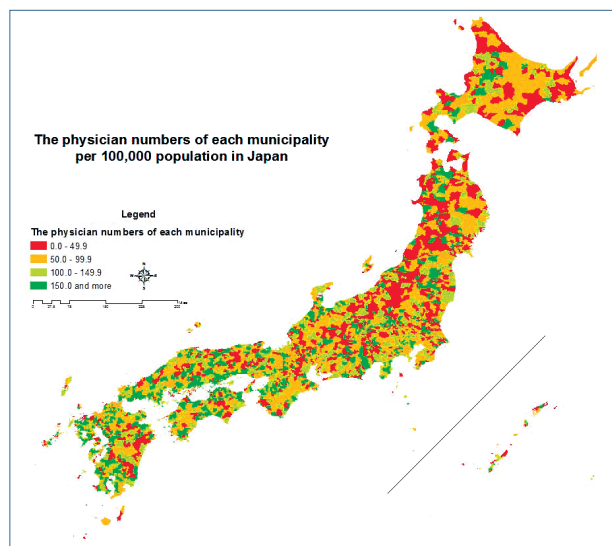 The physician numbers of each municipality
per 100,000 population in Japan
Legend
The physician numbers of each municipality
0.0 - 49.9
50.0 - 99.9
100.0 - 149.9
150.0 and more
N
W
E
S
0